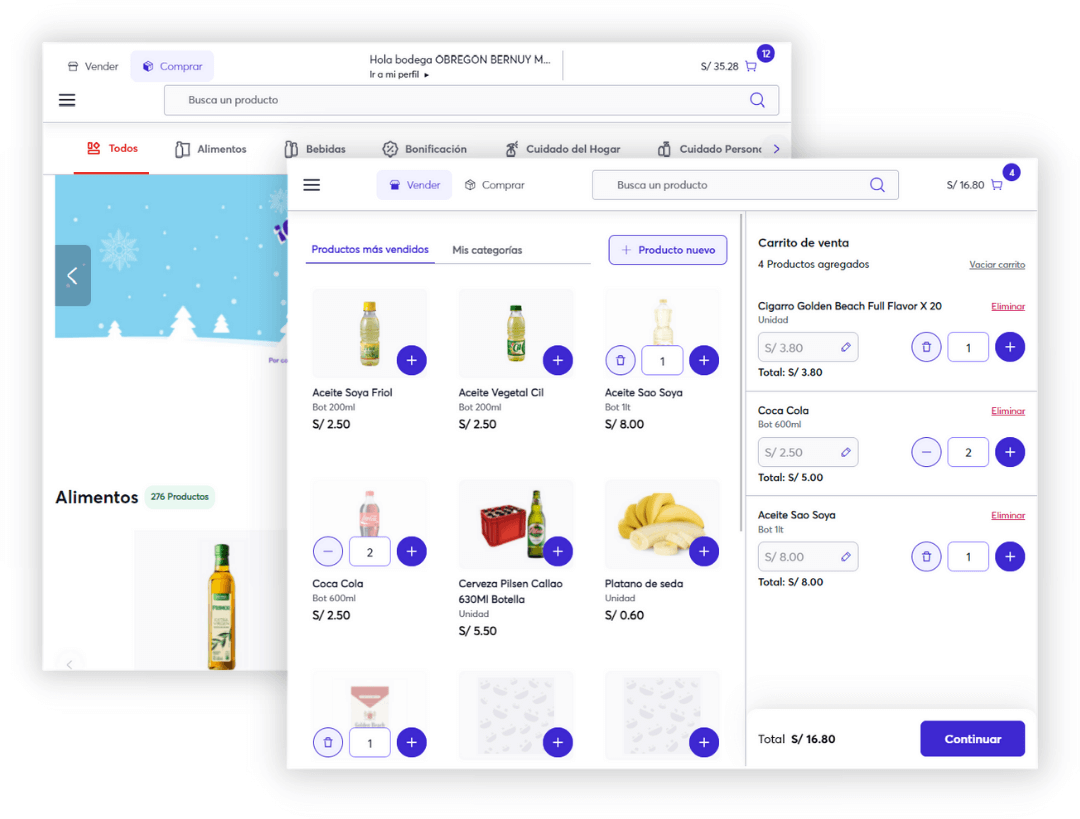 Vender
Comprar
Hola bodega OBREGON BERNUY M...
Ir a mi perfil
S/ 35.28
12
Busca un producto
Todos
Alimentos
Bebidas
Bonificación
Cuidado del Hogar
Cuidado Persona
Por co
Alimentos
276 Productos
Vender
Comprar
Busca un producto
S/ 16.80
4
Productos más vendidos
Mis categorías
+ Producto nuevo
Aceite Soya Friol
Bot 200ml
S/ 2.50
Aceite Vegetal Cil
Bot 200ml
S/ 2.50
1
Aceite Sao Soya
Bot 1lt
S/ 8.00
2
Coca Cola
Bot 600ml
S/ 2.50
Cerveza Pilsen Callao
630Ml Botella
Unidad
S/ 5.50
Platano de seda
Unidad
S/ 0.60
Golden Beach
1
Carrito de venta
4 Productos agregados
Vaciar carrito
Cigarro Golden Beach Full Flavor X 20
Eliminar
Unidad
S/ 3.80
1
Total: S/ 3.80
Coca Cola
Eliminar
Bot 600ml
S/ 2.50
2
Total: S/ 5.00
Aceite Sao Soya
Eliminar
Bot 1lt
S/ 8.00
1
Total: S/ 8.00
Total S/ 16.80
Continuar